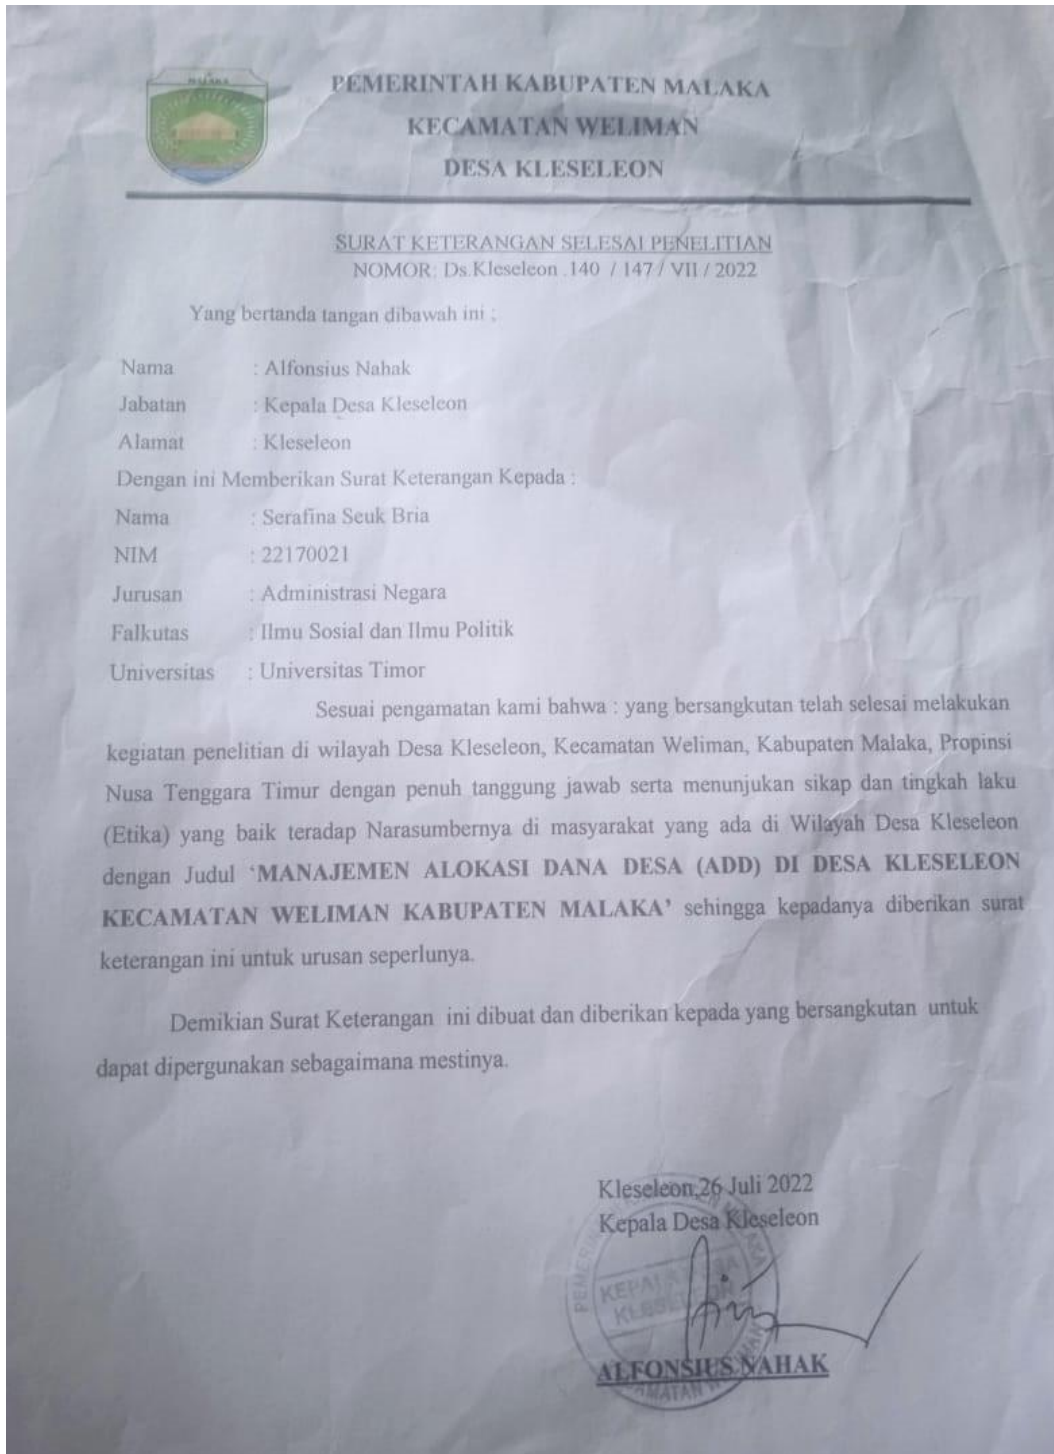 MALAKA
PEMERINTAH KABUPATEN MALAKA
KECAMATAN WELIMAN
DESA KLESELEON
SURAT KETERANGAN SELESAI PENELITIAN
NOMOR: Ds.Kleseleon .140 / 147 / VII / 2022
Yang bertanda tangan dibawah ini ;
Nama : Alfonsius Nahak
Jabatan : Kepala Desa Kleseleon
Alamat : Kleseleon
Dengan ini Memberikan Surat Keterangan Kepada :
Nama : Serafina Seuk Bria
NIM : 22170021
Jurusan : Administrasi Negara
Falkutas : Ilmu Sosial dan Ilmu Politik
Universitas : Universitas Timor
Sesuai pengamatan kami bahwa : yang bersangkutan telah selesai melakukan
kegiatan penelitian di wilayah Desa Kleseleon, Kecamatan Weliman, Kabupaten Malaka, Propinsi
Nusa Tenggara Timur dengan penuh tanggung jawab serta menunjukan sikap dan tingkah laku
(Etika) yang baik teradap Narasumbernya di masyarakat yang ada di Wilayah Desa Kleseleon
dengan Judul ‘MANAJEMEN ALOKASI DANA DESA (ADD) DI DESA KLESELEON
KECAMATAN WELIMAN KABUPATEN MALAKA’ sehingga kepadanya diberikan surat
keterangan ini untuk urusan seperlunya.
Demikian Surat Keterangan ini dibuat dan diberikan kepada yang bersangkutan untuk
dapat dipergunakan sebagaimana mestinya.
Kleseleon,26 Juli 2022
Kepala Desa Kleseleon
KEPALA DESA
KLESELEON
ALFONSIUS NAHAK